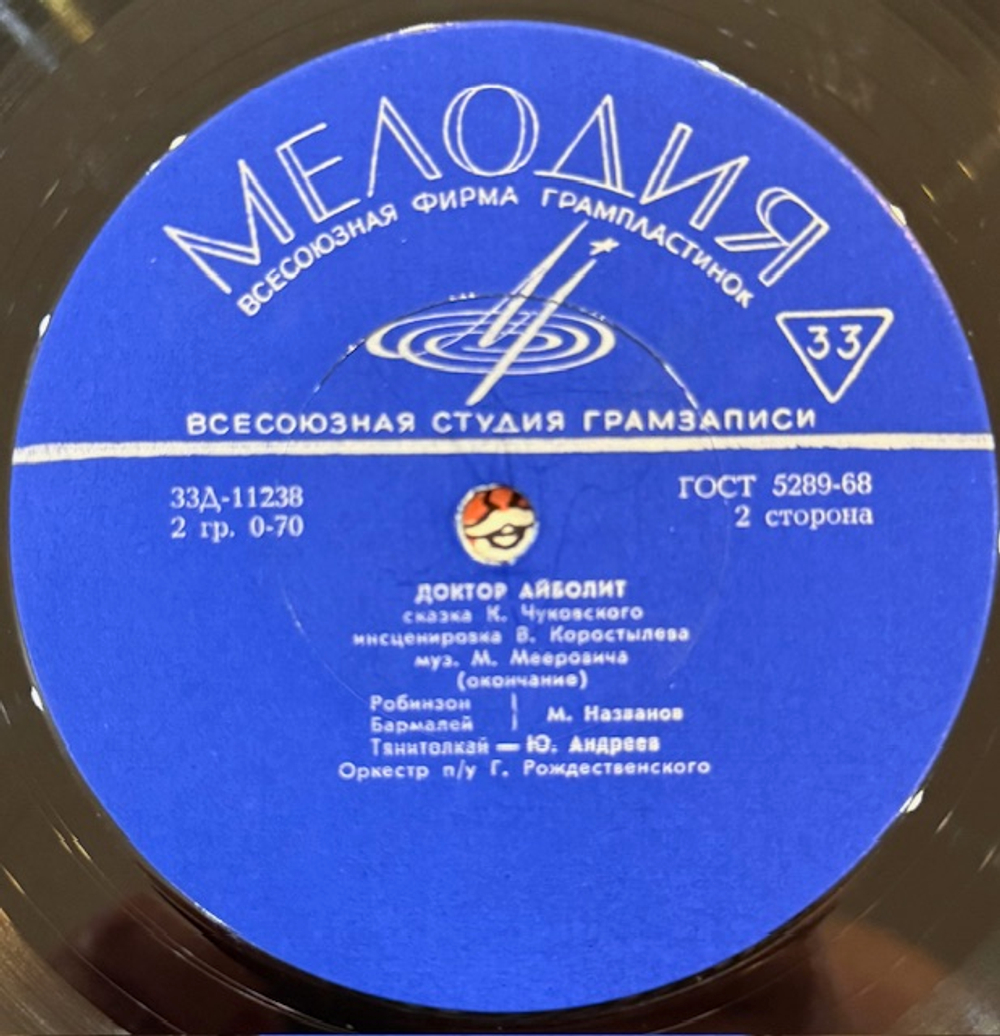 МЕЛОДИЯ
ВСЕСОЮЗНАЯ ФИРМА ГРАМПЛАСТИНОК
33
ВСЕСОЮЗНАЯ СТУДИЯ ГРАМЗАПИСИ
33Д-11238
2 гр. 0-70
ГОСТ 5289-68
2 сторона
ДОКТОР АЙБОЛИТ
сказка К. Чуковского
инсценировка В. Коростылева
муз. М. Мееровича
(окончание)
Робинзон
Бармалей
М. Названов
Тянитолкай — Ю. Андреев
Оркестр п/у Г. Рождественского